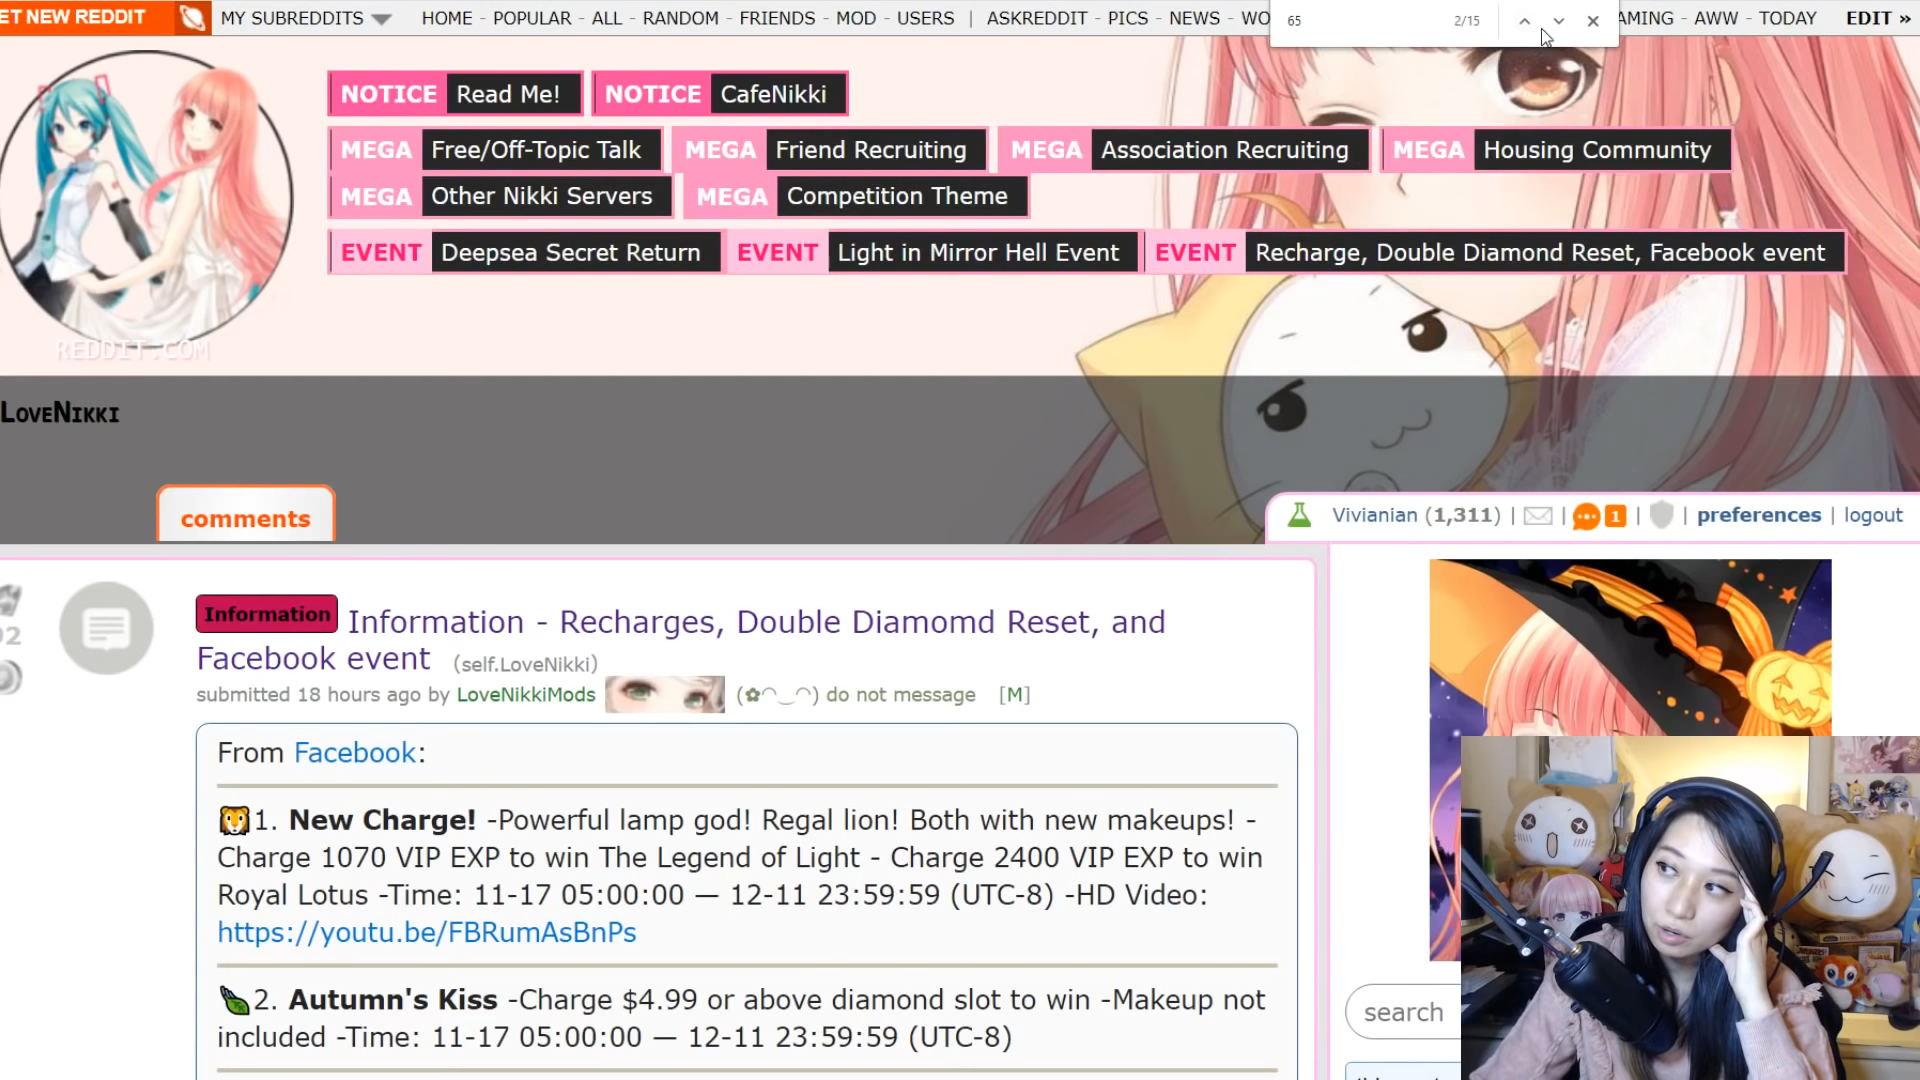 ET NEW REDDIT MY SUBREDDITS HOME - POPULAR - ALL - RANDOM - FRIENDS - MOD - USERS | ASKREDDIT - PICS - NEWS - WO 65 2/15 AMING - AWW - TODAY EDIT »
NOTICE Read Me! NOTICE CafeNikki
MEGA Free/Off-Topic Talk MEGA Friend Recruiting MEGA Association Recruiting MEGA Housing Community
MEGA Other Nikki Servers MEGA Competition Theme
EVENT Deepsea Secret Return EVENT Light in Mirror Hell Event EVENT Recharge, Double Diamond Reset, Facebook event
REDDIT.COM
LOVENIKKI
comments
Vivianian (1,311) | | 1 | | preferences | logout
Information Information - Recharges, Double Diamomd Reset, and
Facebook event (self.LoveNikki)
submitted 18 hours ago by LoveNikkiMods (✿◠‿◠) do not message [M]
From Facebook:
🐯1. New Charge! -Powerful lamp god! Regal lion! Both with new makeups! -
Charge 1070 VIP EXP to win The Legend of Light - Charge 2400 VIP EXP to win
Royal Lotus -Time: 11-17 05:00:00 — 12-11 23:59:59 (UTC-8) -HD Video:
https://youtu.be/FBRumAsBnPs
2. Autumn's Kiss -Charge $4.99 or above diamond slot to win -Makeup not
included -Time: 11-17 05:00:00 — 12-11 23:59:59 (UTC-8)
search